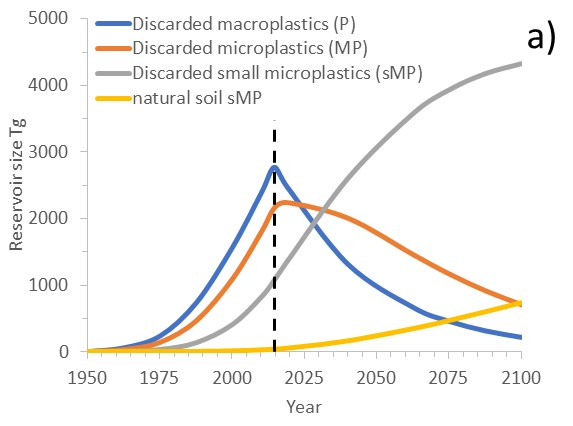 5000
Discarded macroplastics (P)
a)
Discarded microplastics (MP)
4000
Discarded small microplastics (sMP)
natural soil sMP
3000
Reservoir size Tg
2000
1000
0
1950 1975 2000 2025 2050 2075 2100
Year